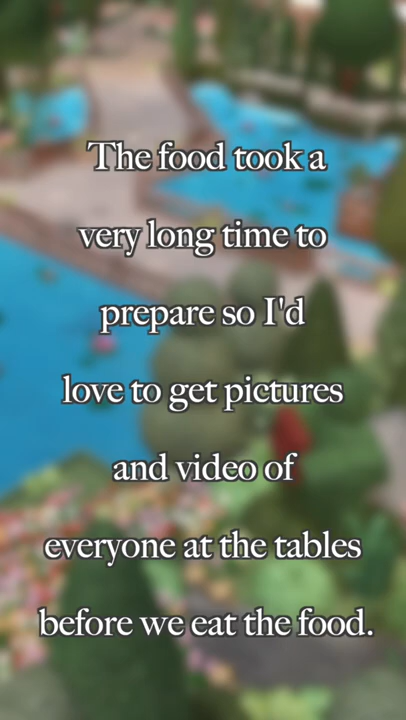 The food took a
very long time to
prepare so I'd
love to get pictures
and video of
everyone at the tables
before we eat the food.